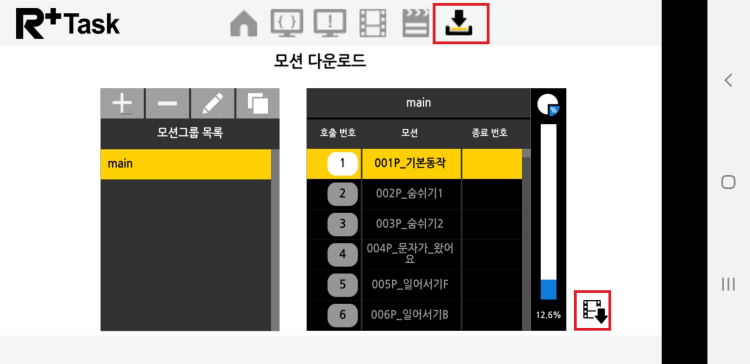 R+Task
모션 다운로드
모션그룹 목록
main
main
호출 번호 모션 종료 번호
1 001P_기본동작
2 002P_숨쉬기1
3 003P_숨쉬기2
4 004P_문자가_왔어
요
5 005P_일어서기F
6 006P_일어서기B
%
12.6%